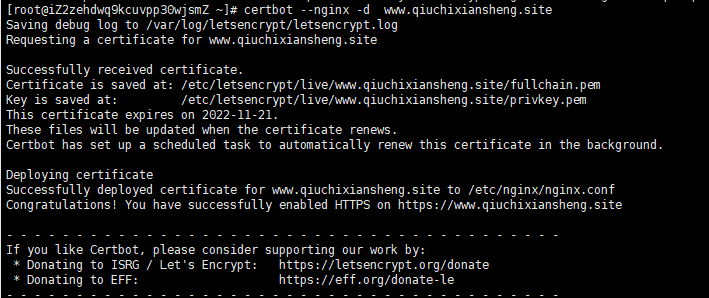 [root@iZ2zehdwq9kcuvpp30wjsmZ ~]# certbot --nginx -d  www.qiuchixiansheng.site
Saving debug log to /var/log/letsencrypt/letsencrypt.log
Requesting a certificate for www.qiuchixiansheng.site
Successfully received certificate.
Certificate is saved at: /etc/letsencrypt/live/www.qiuchixiansheng.site/fullchain.pem
Key is saved at:         /etc/letsencrypt/live/www.qiuchixiansheng.site/privkey.pem
This certificate expires on 2022-11-21.
These files will be updated when the certificate renews.
Certbot has set up a scheduled task to automatically renew this certificate in the background.
Deploying certificate
Successfully deployed certificate for www.qiuchixiansheng.site to /etc/nginx/nginx.conf
Congratulations! You have successfully enabled HTTPS on https://www.qiuchixiansheng.site
- - - - - - - - - - - - - - - - - - - - - - - - - - - - - - - - - - - - - - - -
If you like Certbot, please consider supporting our work by:
 * Donating to ISRG / Let's Encrypt:   https://letsencrypt.org/donate
 * Donating to EFF:                    https://eff.org/donate-le
- - - - - - - - - - - - - - - - - - - - - - - - - - - - - - - - - - - - - - - -